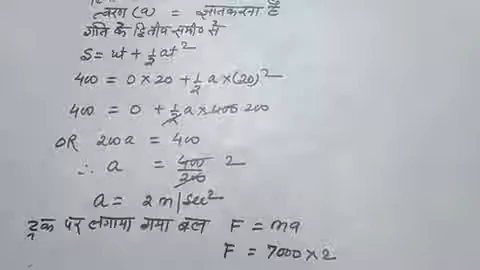 त्वरण (a) = ज्ञात करना है
गति के द्वितीय समी० से
S = ut + 1/2 at²
400 = 0 × 20 + 1/2 a × (20)²
400 = 0 + 1/2 a × 400 200
OR 200a = 400
∴ a = 400/200 2
a = 2 m/sec²
ट्रक पर लगाया गया बल F = ma
F = 7000 × 2